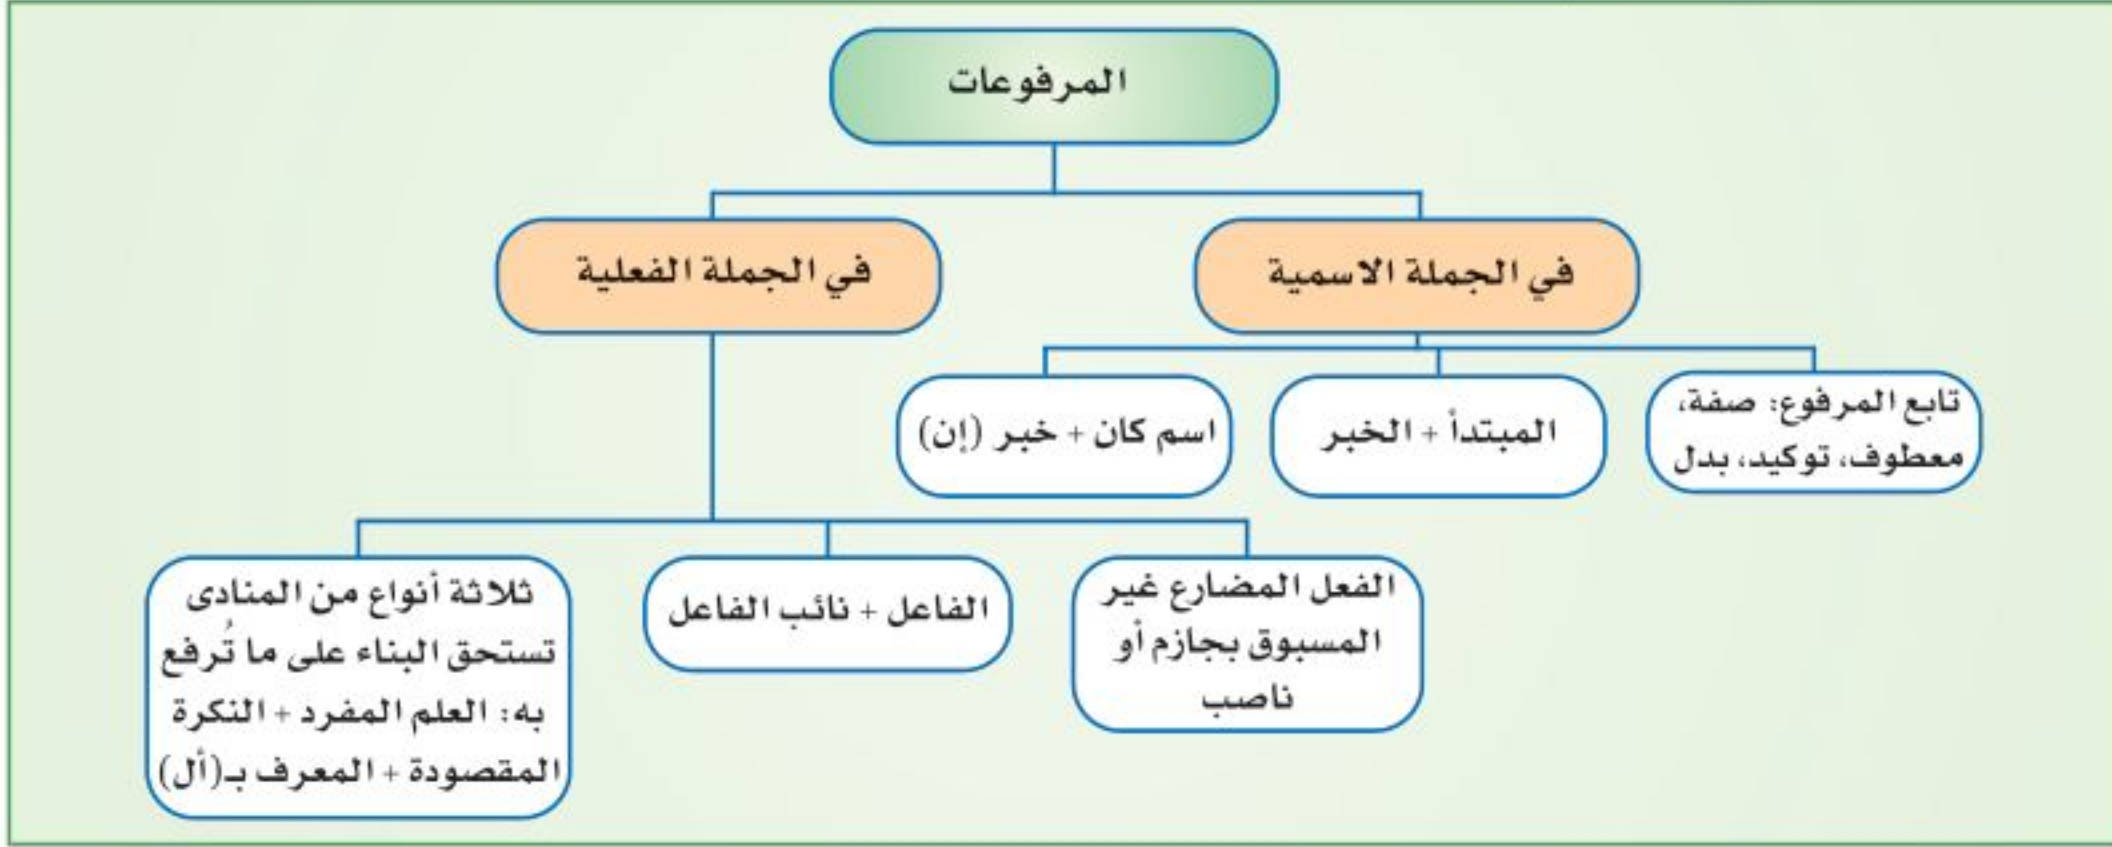 المرفوعات
في الجملة الاسمية
في الجملة الفعلية
تابع المرفوع: صفة،
معطوف، توكيد، بدل
المبتدأ + الخبر
اسم كان + خبر (إن)
الفعل المضارع غير
المسبوق بجازم أو
ناصب
الفاعل + نائب الفاعل
ثلاثة أنواع من المنادى
تستحق البناء على ما تُرفع
به: العلم المفرد + النكرة
المقصودة + المعرف بـ(أل)